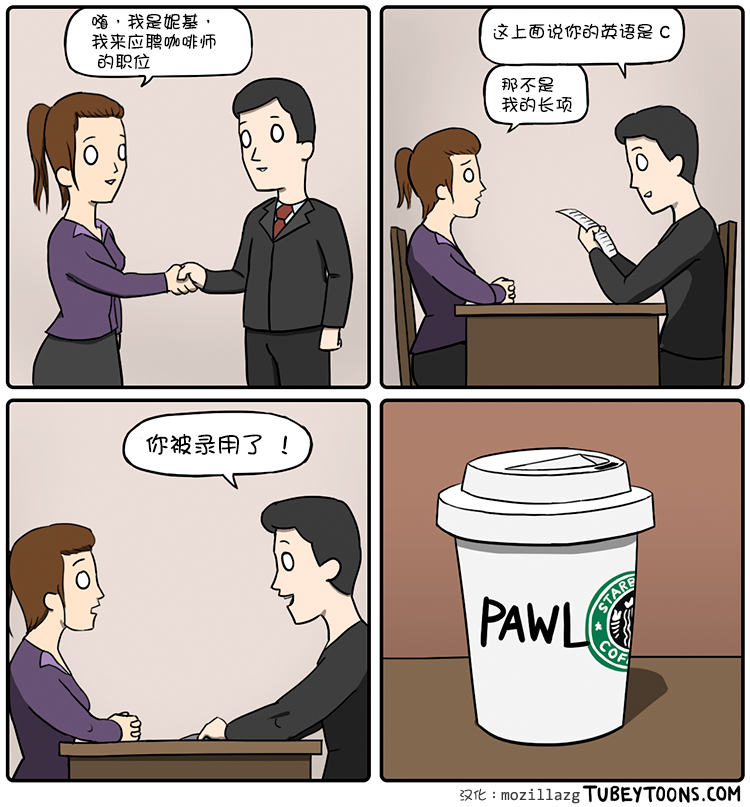 嗨，我是妮基，
我来应聘咖啡师
的职位
这上面说你的英语是 C
那不是
我的长项
你被录用了 ！
PAWL
STARB
COF
汉化：mozillazg TUBEYTOONS.COM